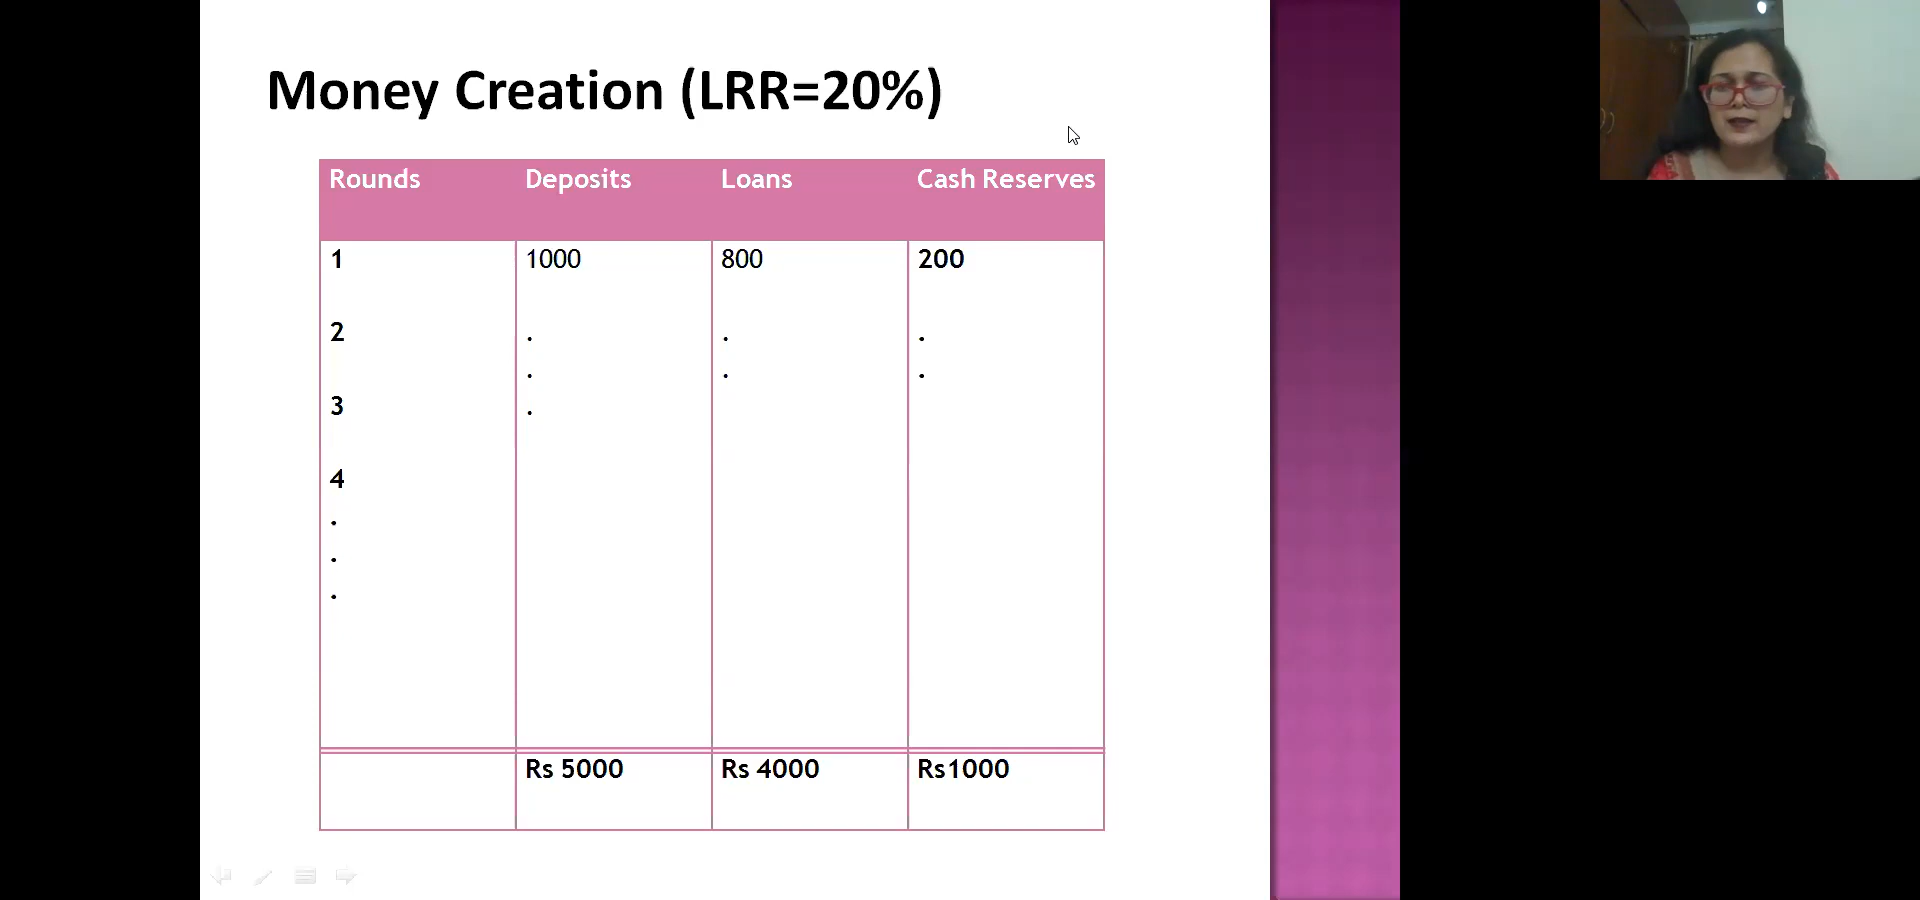 Money Creation (LRR=20%)
Rounds Deposits Loans Cash Reserves
1 1000 800 200
2 . . .
. . .
3 .
4
.
.
.
Rs 5000 Rs 4000 Rs1000